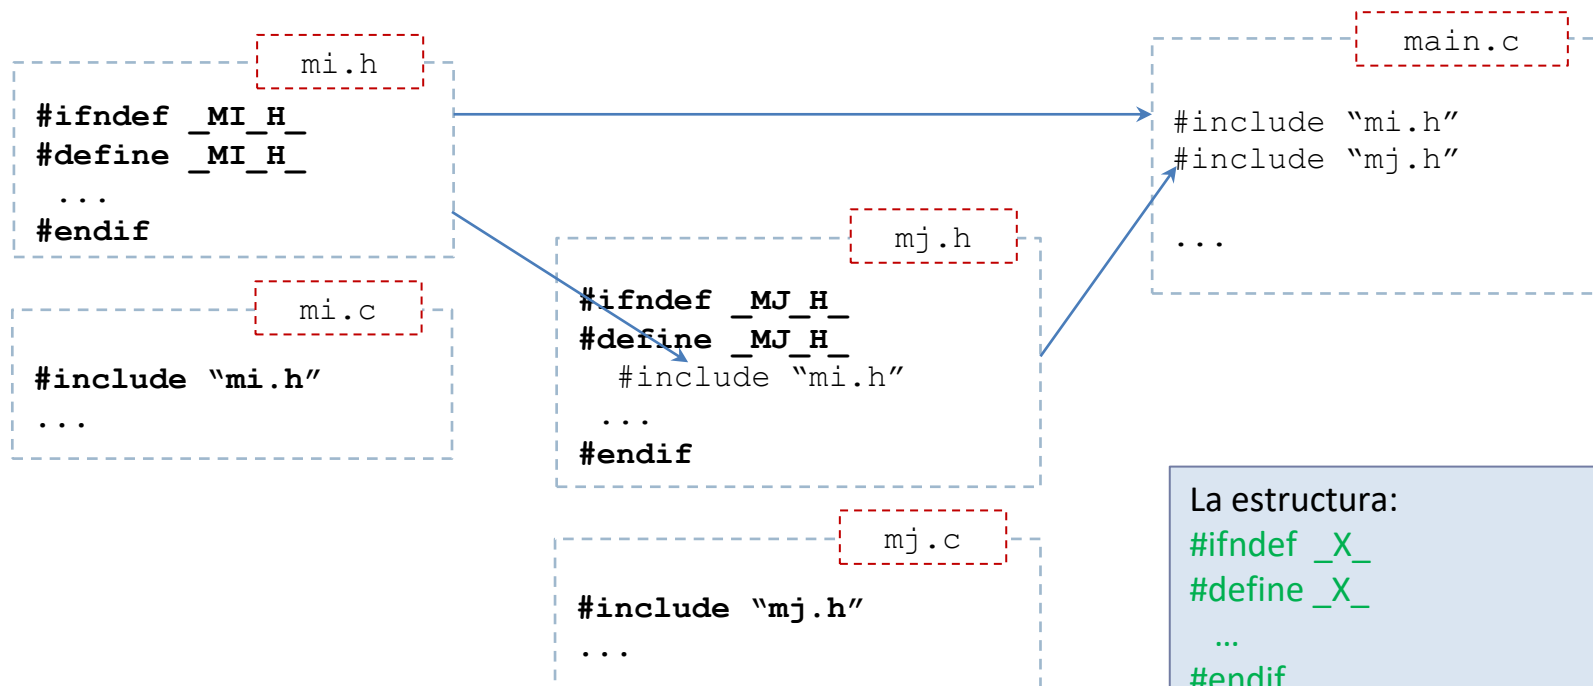 mi.h
#ifndef _MI_H_
#define _MI_H_
...
#endif
mi.c
#include “mi.h”
...
mj.h
#ifndef _MJ_H_
#define _MJ_H_
#include “mi.h”
...
#endif
mj.c
#include “mj.h”
...
main.c
#include “mi.h”
#include “mj.h”
...
La estructura:
#ifndef _X_
#define _X_
…
#endif